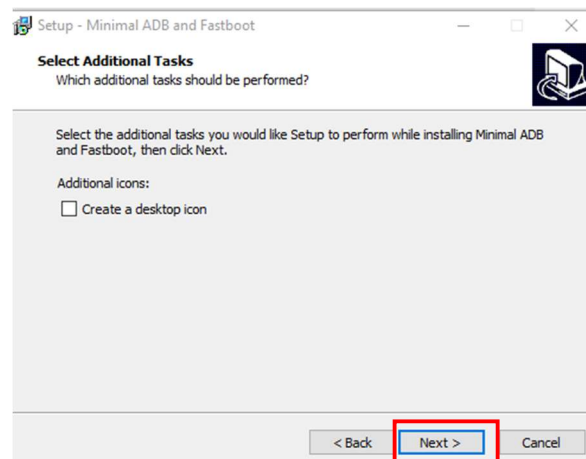 Setup - Minimal ADB and Fastboot
Select Additional Tasks
Which additional tasks should be performed?
Select the additional tasks you would like Setup to perform while installing Minimal ADB
and Fastboot, then click Next.
Additional icons:
Create a desktop icon
< Back Next > Cancel